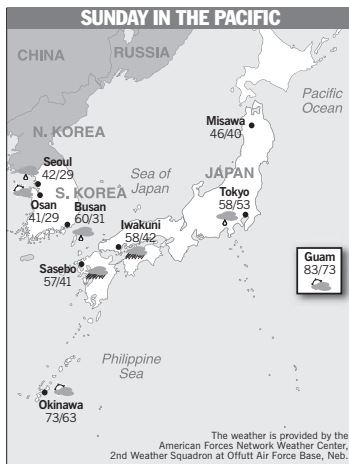 SUNDAY IN THE PACIFIC
CHINA
RUSSIA
Pacific
Ocean
Misawa
46/40
N. KOREA
Seoul
42/29
Sea of
Japan
JAPAN
S. KOREA
Tokyo
58/53
Osan
41/29
Busan
60/31
Iwakuni
58/42
Guam
83/73
Sasebo
57/41
Philippine
Sea
Okinawa
73/63
The weather is provided by the
American Forces Network Weather Center,
2nd Weather Squadron at Offutt Air Force Base, Neb.